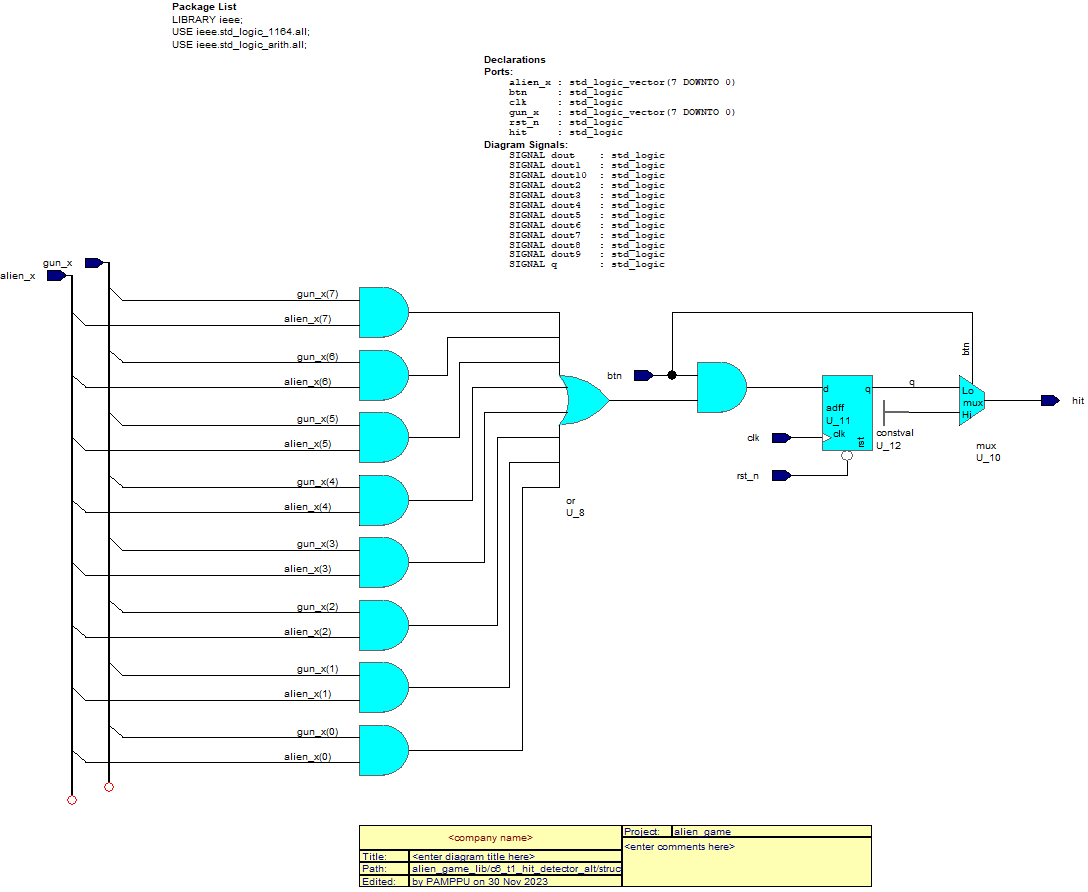 Package List
LIBRARY ieee;
USE ieee.std_logic_1164.all;
USE ieee.std_logic_arith.all;
Declarations
Ports:
alien_x : std_logic_vector(7 DOWNTO 0)
btn : std_logic
clk : std_logic
gun_x : std_logic_vector(7 DOWNTO 0)
rst_n : std_logic
hit : std_logic
Diagram Signals:
SIGNAL dout : std_logic
SIGNAL dout1 : std_logic
SIGNAL dout10 : std_logic
SIGNAL dout2 : std_logic
SIGNAL dout3 : std_logic
SIGNAL dout4 : std_logic
SIGNAL dout5 : std_logic
SIGNAL dout6 : std_logic
SIGNAL dout7 : std_logic
SIGNAL dout8 : std_logic
SIGNAL dout9 : std_logic
SIGNAL q : std_logic
gun_x
alien_x
gun_x(7)
alien_x(7)
gun_x(6)
alien_x(6)
gun_x(5)
alien_x(5)
gun_x(4)
alien_x(4)
gun_x(3)
alien_x(3)
gun_x(2)
alien_x(2)
gun_x(1)
alien_x(1)
gun_x(0)
alien_x(0)
or
U_8
btn
clk
rst_n
d
q
adff
U_11
clk
rst
q
constval
U_12
btn
Lo
mux
Hi
mux
U_10
hit
<company name>
Title: <enter diagram title here>
Path: alien_game_lib/c6_t1_hit_detector_alt/struc
Edited: by PAMPPU on 30 Nov 2023
Project: alien_game
<enter comments here>